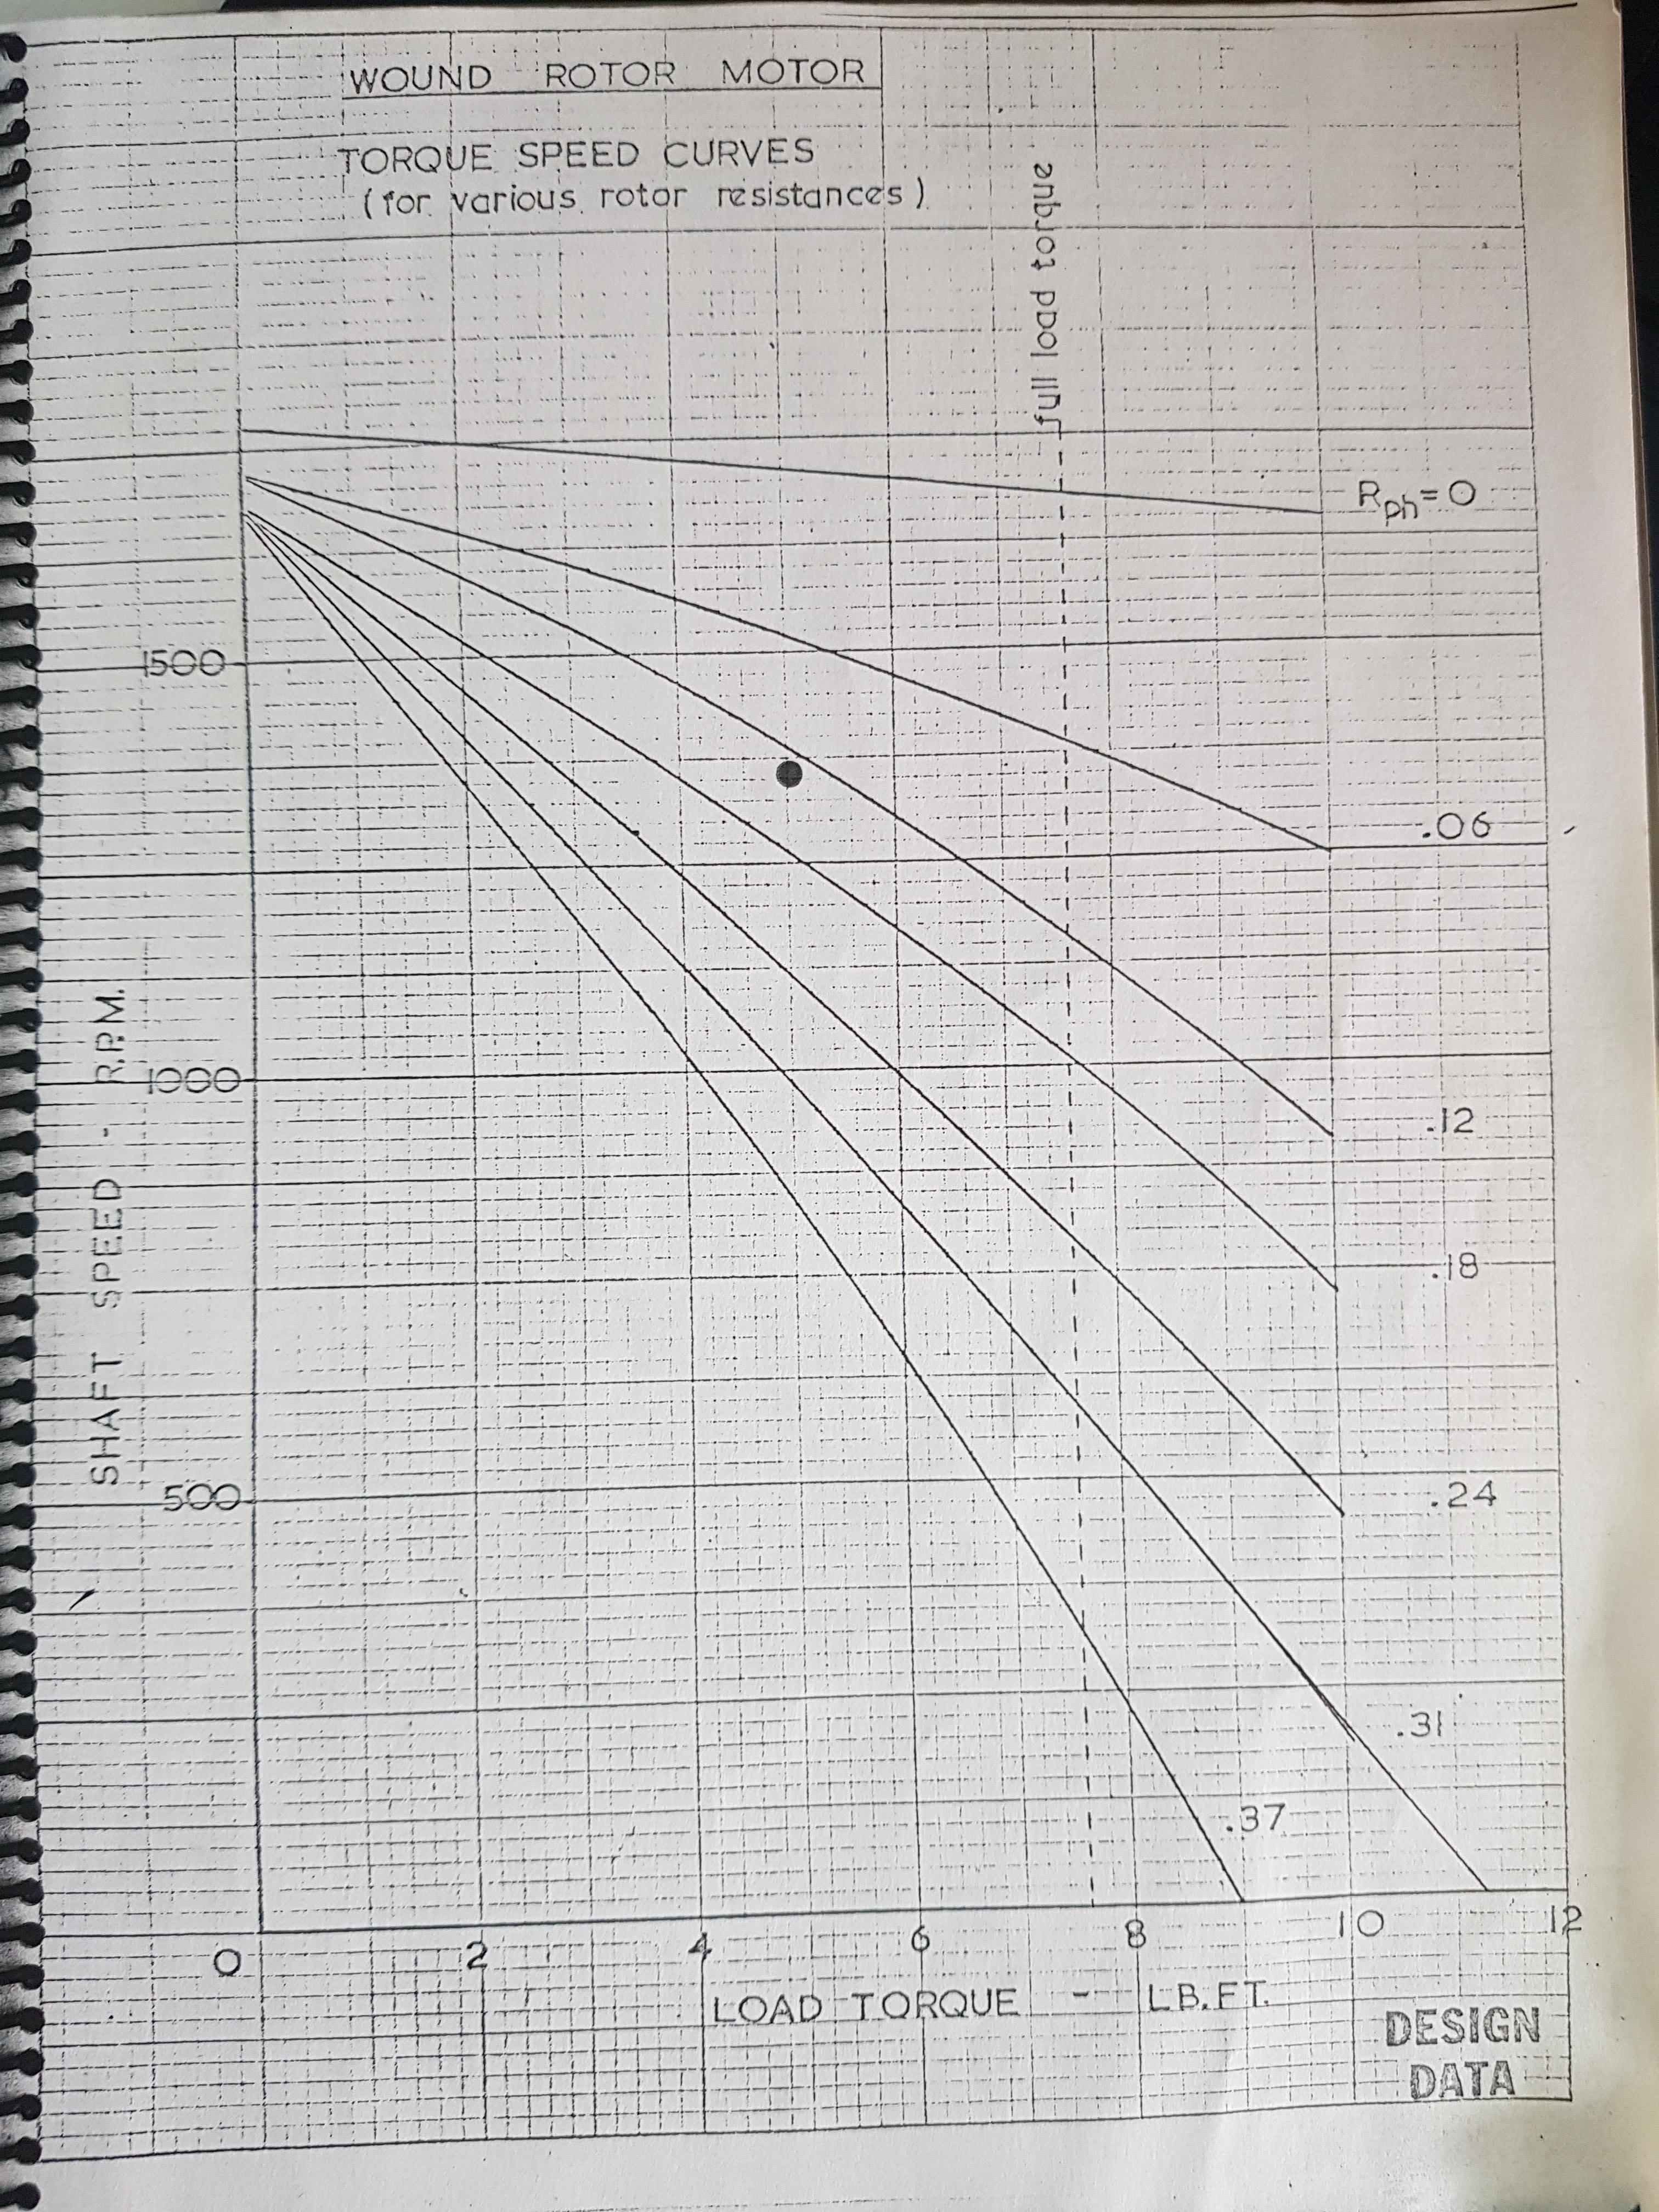 WOUND ROTOR MOTOR
TORQUE SPEED CURVES
(for various rotor resistances)
full load torque
Rph=0
.06
.12
.18
.24
.31
.37
1500
1000
500
0
SHAFT SPEED - R.P.M.
2 4 6 8 10 12
LOAD TORQUE - LB.FT.
DESIGN
DATA